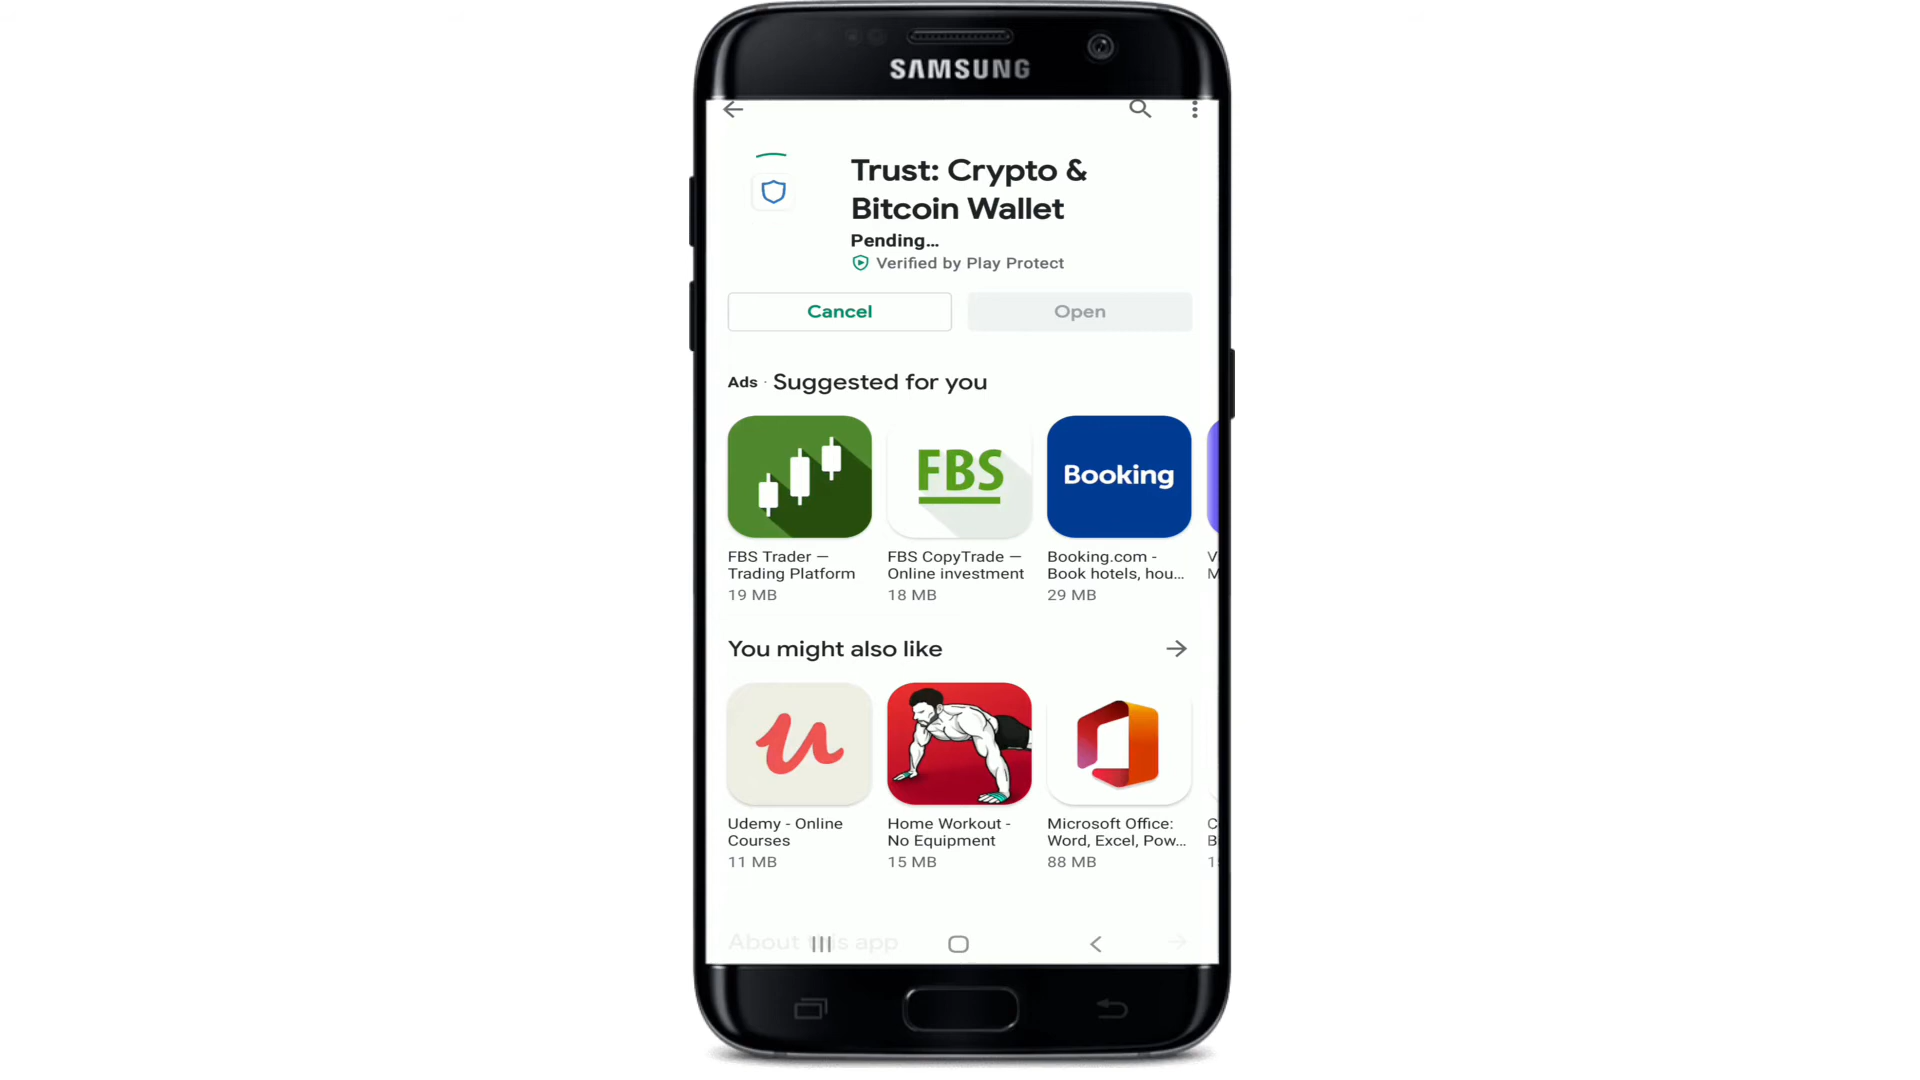 SAMSUNG
Trust: Crypto &
Bitcoin Wallet
Pending...
Verified by Play Protect
Cancel
Open
Ads · Suggested for you
FBS
Booking
FBS Trader —
Trading Platform
19 MB
FBS CopyTrade —
Online investment
18 MB
Booking.com -
Book hotels, hou...
29 MB
You might also like
Udemy - Online
Courses
11 MB
Home Workout -
No Equipment
15 MB
Microsoft Office:
Word, Excel, Pow...
88 MB
About this app